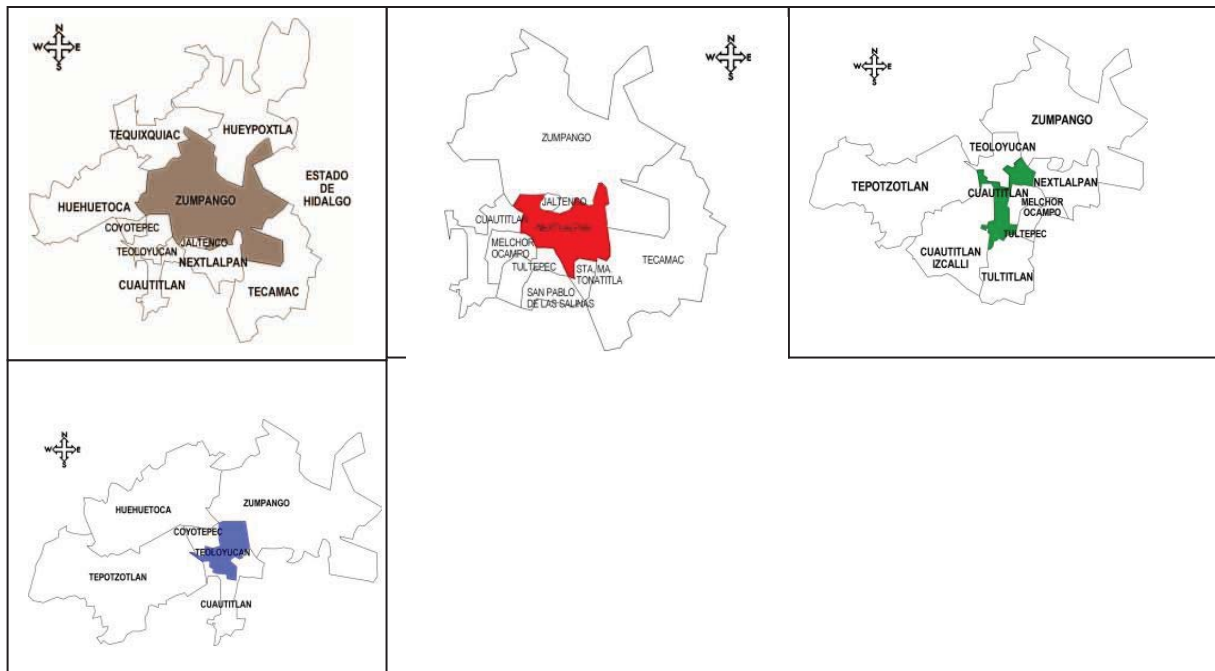 N
W E
S
HUEYPOXTLA
TEQUIXQUIAC
ESTADO
DE
HIDALGO
ZUMPANGO
HUEHUETOCA
COYOTEPEC
JALTENCO
TEOLOYUCAN
NEXTLALPAN
CUAUTITLAN
TECAMAC
N
W E
S
ZUMPANGO
JALTENCO
CUAUTITLAN
NEXTLALPAN
MELCHOR
OCAMPO
TECAMAC
TULTEPEC
STA. MA.
TONATITLA
SAN PABLO
DE LAS SALINAS
N
W E
S
ZUMPANGO
TEOLOYUCAN
TEPOTZOTLAN
NEXTLALPAN
CUAUTITLAN
MELCHOR
OCAMPO
TULTEPEC
CUAUTITLAN
IZCALLI
TULTITLAN
N
W E
S
ZUMPANGO
HUEHUETOCA
COYOTEPEC
TEOLOYUCAN
TEPOTZOTLAN
CUAUTITLAN